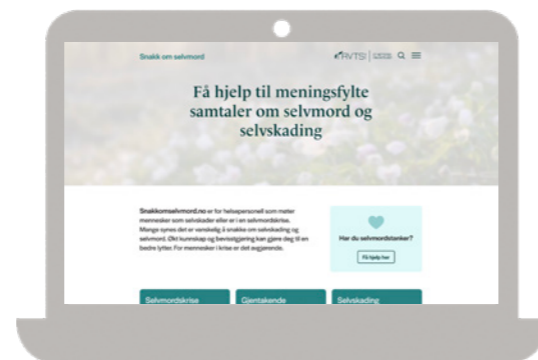 Snakk om selvmord
RVTS
Få hjelp til meningsfylte
samtaler om selvmord og
selvskading
Snakkomselvmord.no er for helsepersonell som møter
mennesker som selvskader eller er i en selvmordskrise.
Mange synes det er vanskelig å snakke om selvskading og
selvmord. Økt kunnskap og bevisstgjøring kan gjøre deg til en
bedre lytter. For mennesker i krise er det avgjørende.
Har du selvmordstanker?
Få hjelp her
Selvmordskrise
Gjentakende
Selvskading